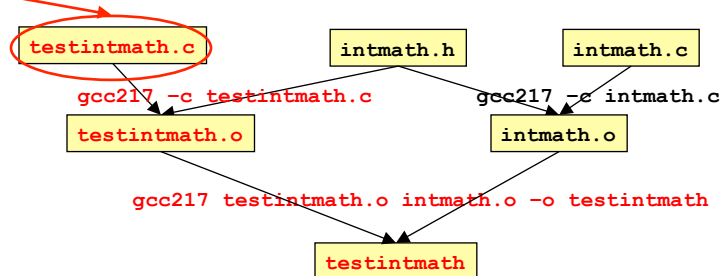 testintmath.c
intmath.h
intmath.c
gcc217 –c testintmath.c
gcc217 –c intmath.c
testintmath.o
intmath.o
gcc217 testintmath.o intmath.o –o testintmath
testintmath